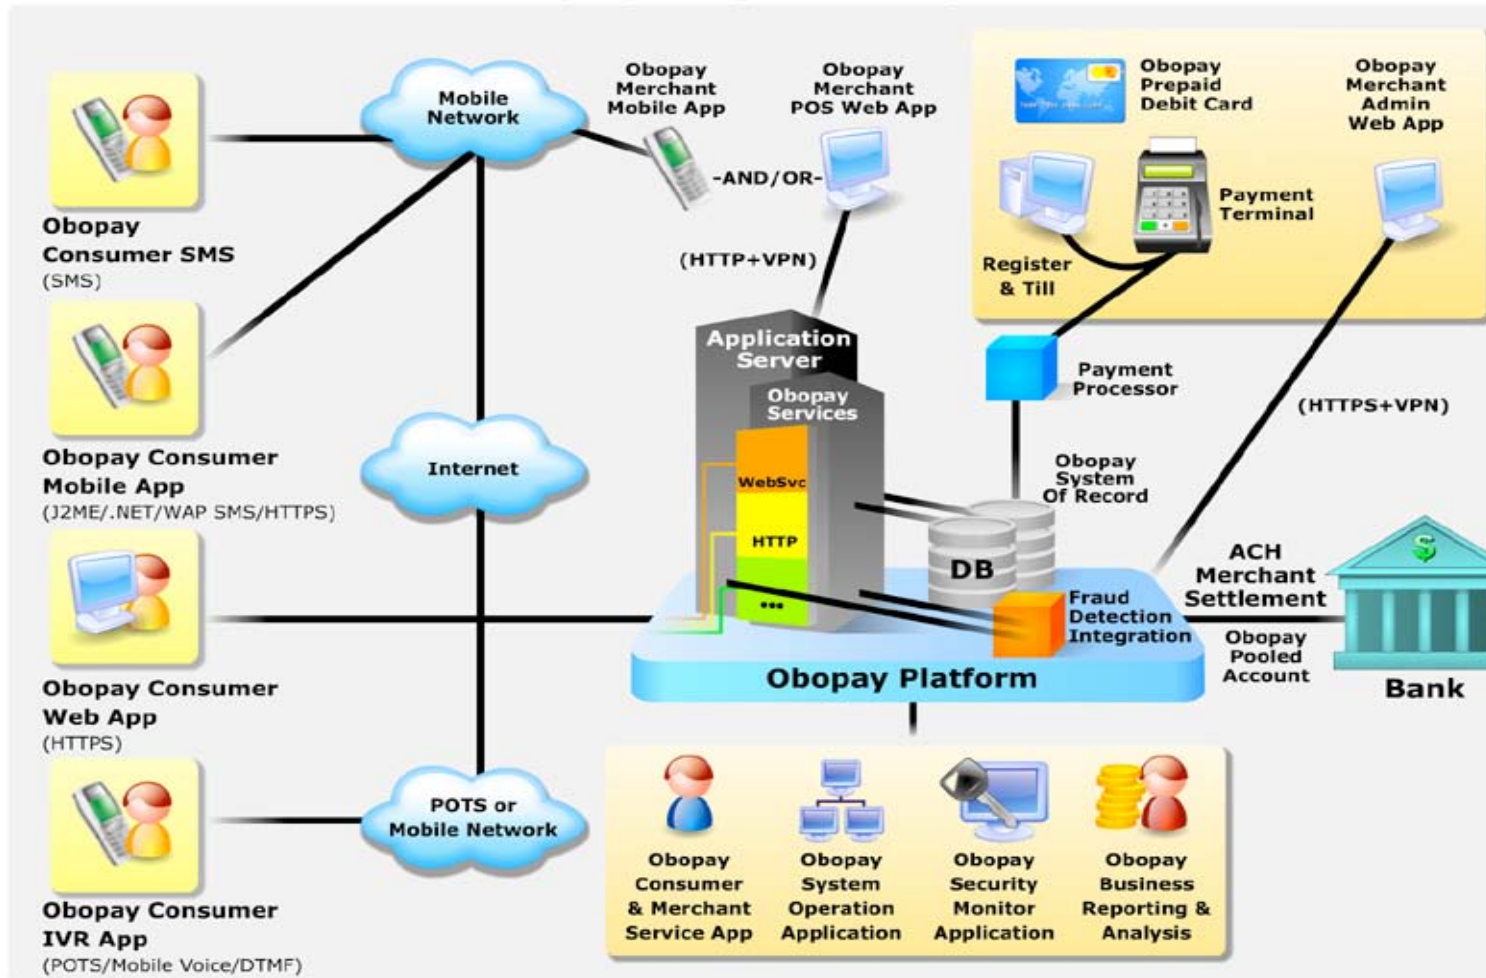 Obopay
Consumer SMS
(SMS)
Obopay Consumer
Mobile App
(J2ME/.NET/WAP SMS/HTTPS)
Obopay Consumer
Web App
(HTTPS)
Obopay Consumer
IVR App
(POTS/Mobile Voice/DTMF)
Mobile
Network
Internet
POTS or
Mobile Network
Obopay
Merchant
Mobile App
-AND/OR-
Obopay
Merchant
POS Web App
(HTTP+VPN)
Obopay
Prepaid
Debit Card
Obopay
Merchant
Admin
Web App
Payment
Terminal
Register
& Till
Payment
Processor
(HTTPS+VPN)
Application
Server
Obopay
Services
WebSvc
HTTP
...
Obopay
System
Of Record
DB
Fraud
Detection
Integration
Obopay Platform
ACH
Merchant
Settlement
Obopay
Pooled
Account
$
Bank
Obopay
Consumer
& Merchant
Service App
Obopay
System
Operation
Application
Obopay
Security
Monitor
Application
Obopay
Business
Reporting &
Analysis